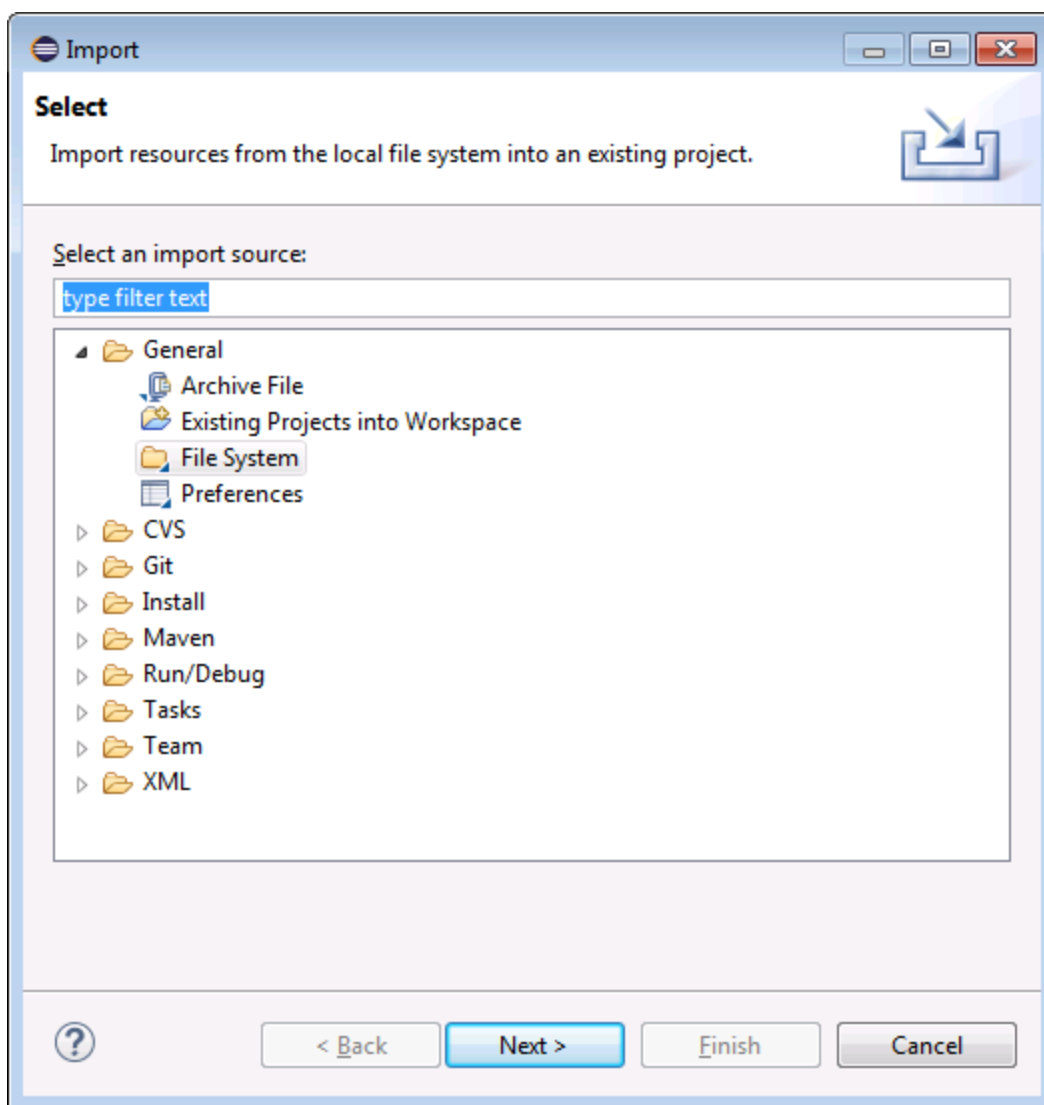 Import
Select
Import resources from the local file system into an existing project.
Select an import source:
type filter text
General
Archive File
Existing Projects into Workspace
File System
Preferences
CVS
Git
Install
Maven
Run/Debug
Tasks
Team
XML
?
< Back Next > Finish Cancel